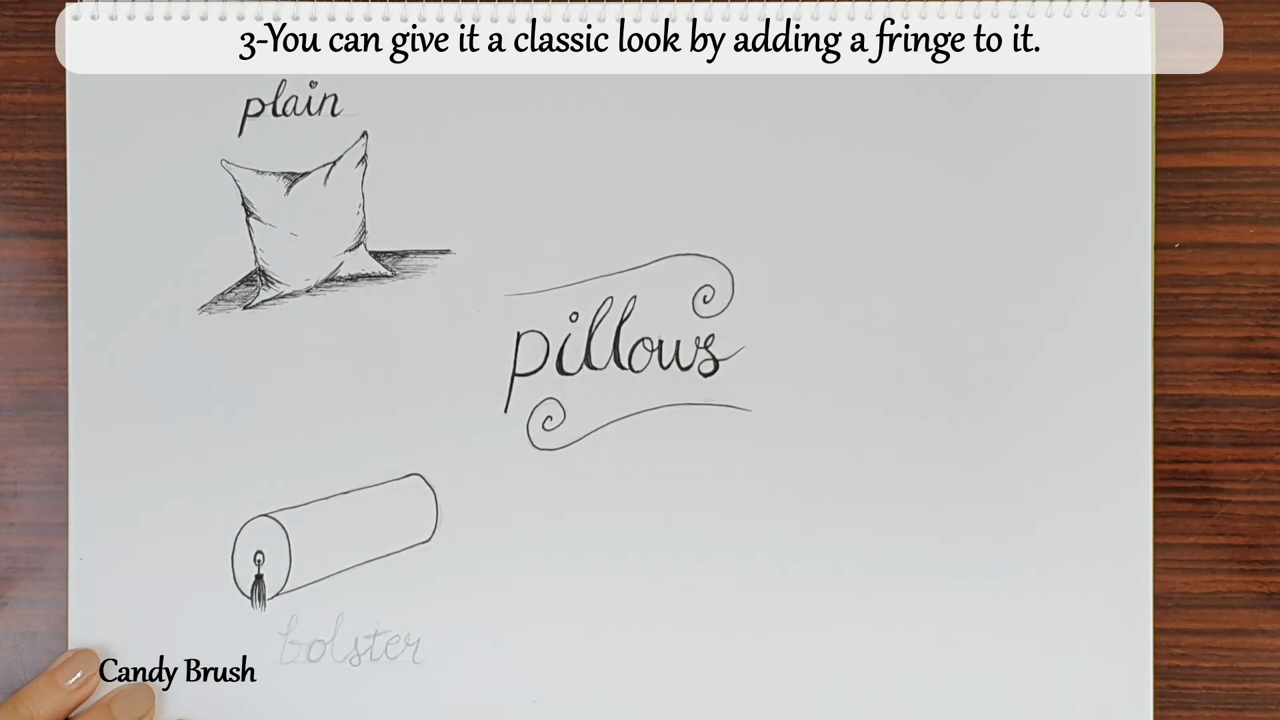 3-You can give it a classic look by adding a fringe to it.
plain
pillows
bolster
Candy Brush